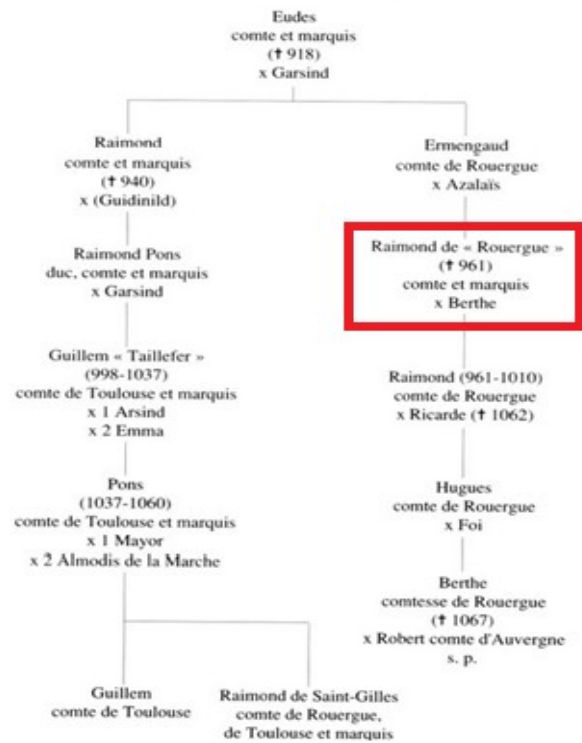 Eudes
comte et marquis
(† 918)
x Garsind
Raimond
comte et marquis
(† 940)
x (Guidinild)
Raimond Pons
duc, comte et marquis
x Garsind
Guillem « Taillefer »
(998-1037)
comte de Toulouse et marquis
x 1 Arsind
x 2 Emma
Pons
(1037-1060)
comte de Toulouse et marquis
x 1 Mayor
x 2 Almodis de la Marche
Guillem
comte de Toulouse
Raimond de Saint-Gilles
comte de Rouergue,
de Toulouse et marquis
Ermengaud
comte de Rouergue
x Azalaïs
Raimond de « Rouergue »
(† 961)
comte et marquis
x Berthe
Raimond (961-1010)
comte de Rouergue
x Ricarde († 1062)
Hugues
comte de Rouergue
x Foi
Berthe
comtesse de Rouergue
(† 1067)
x Robert comte d'Auvergne
s. p.